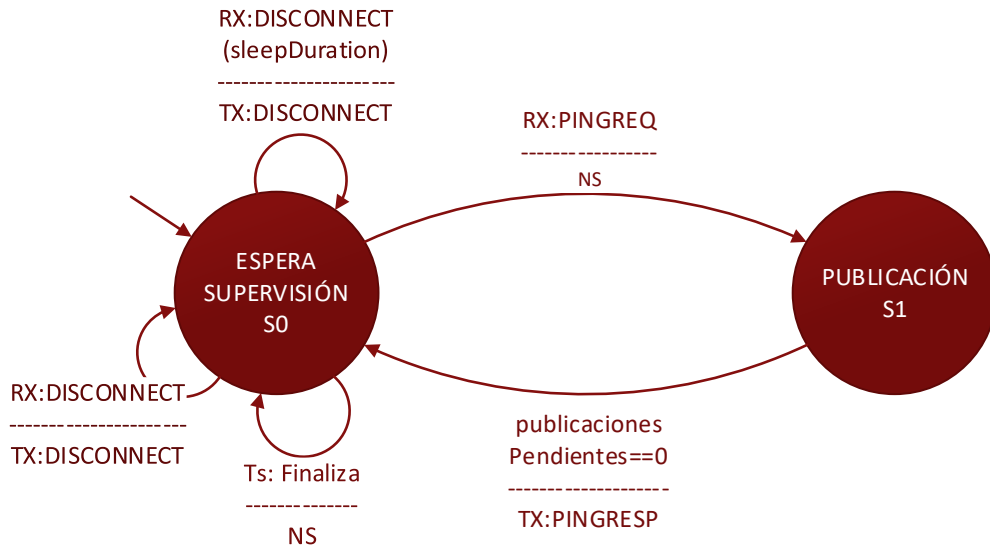 RX:DISCONNECT
(sleepDuration)
---------------------
TX:DISCONNECT
RX:PINGREQ
----------------
NS
ESPERA
SUPERVISIÓN
S0
PUBLICACIÓN
S1
RX:DISCONNECT
---------------------
TX:DISCONNECT
Ts: Finaliza
-------------
NS
publicaciones
Pendientes==0
-------------------
TX:PINGRESP